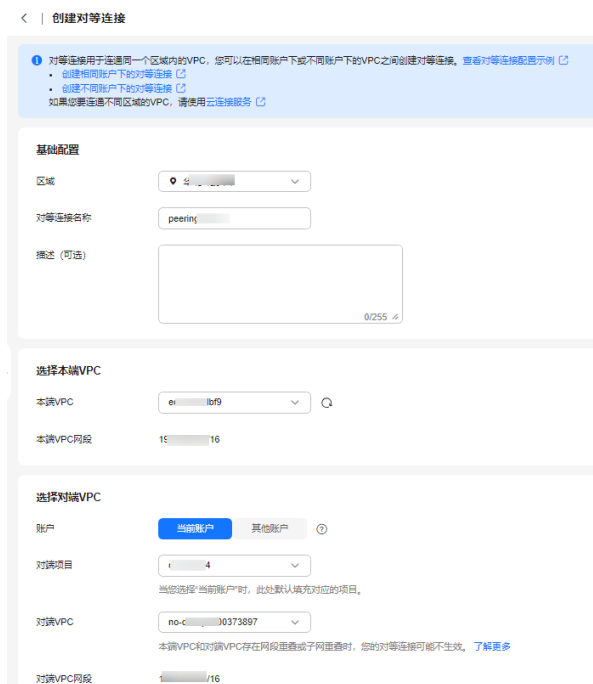 创建对等连接
对等连接用于连通同一个区域内的VPC，您可以在相同账户下或不同账户下的VPC之间创建对等连接。查看对等连接配置示例
• 创建相同账户下的对等连接
• 创建不同账户下的对等连接
如果您要连通不同区域的VPC，请使用云连接服务
基础配置
区域
对等连接名称 peering
描述（可选）
0/255
选择本端VPC
本端VPC lbf9
本端VPC网段 16
选择对端VPC
账户 当前账户 其他账户
对端项目 4
当您选择“当前账户”时，此处默认填充对应的项目。
对端VPC no- 00373897
本端VPC和对端VPC存在网段重叠或子网重叠时，您的对等连接可能不生效。 了解更多
对端VPC网段 /16